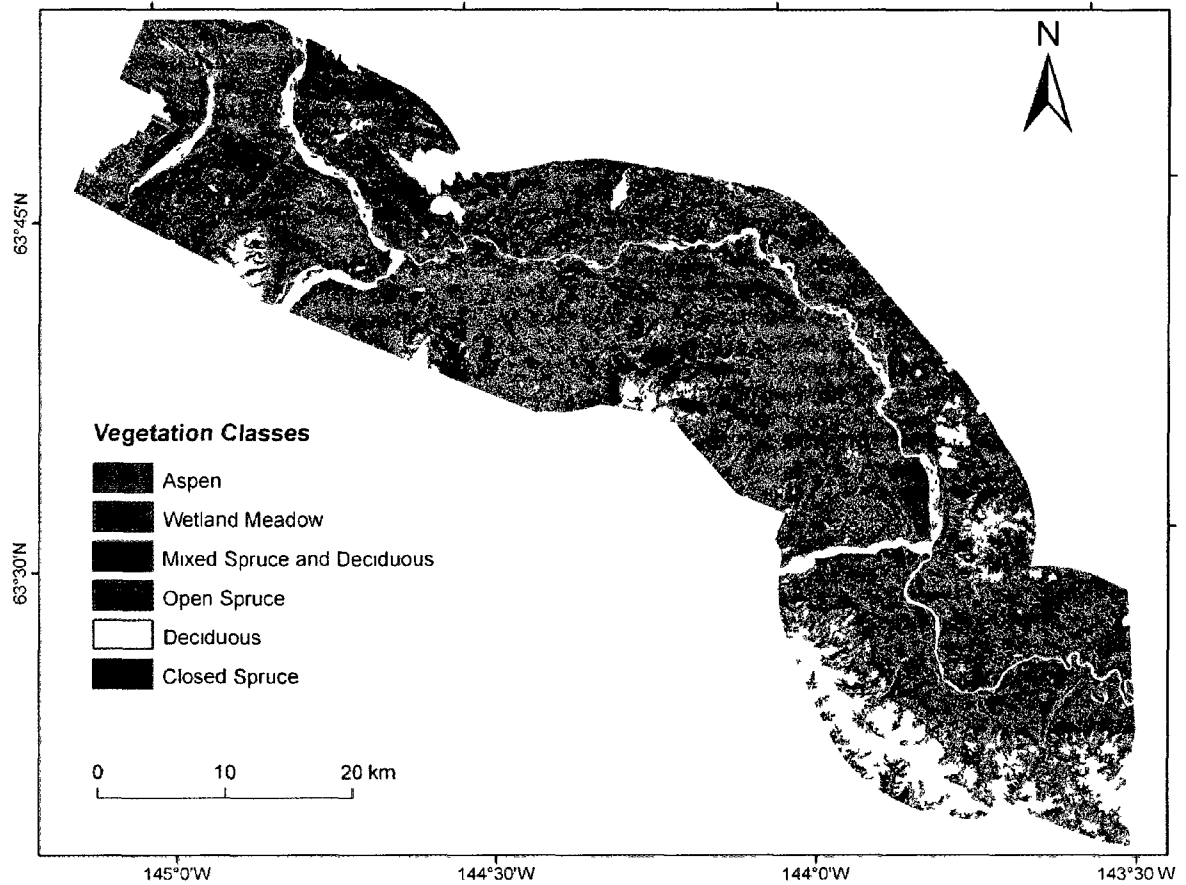 N
63°45'N
63°30'N
Vegetation Classes
Aspen
Wetland Meadow
Mixed Spruce and Deciduous
Open Spruce
Deciduous
Closed Spruce
0 10 20 km
145°0'W 144°30'W 144°0'W 143°30'W